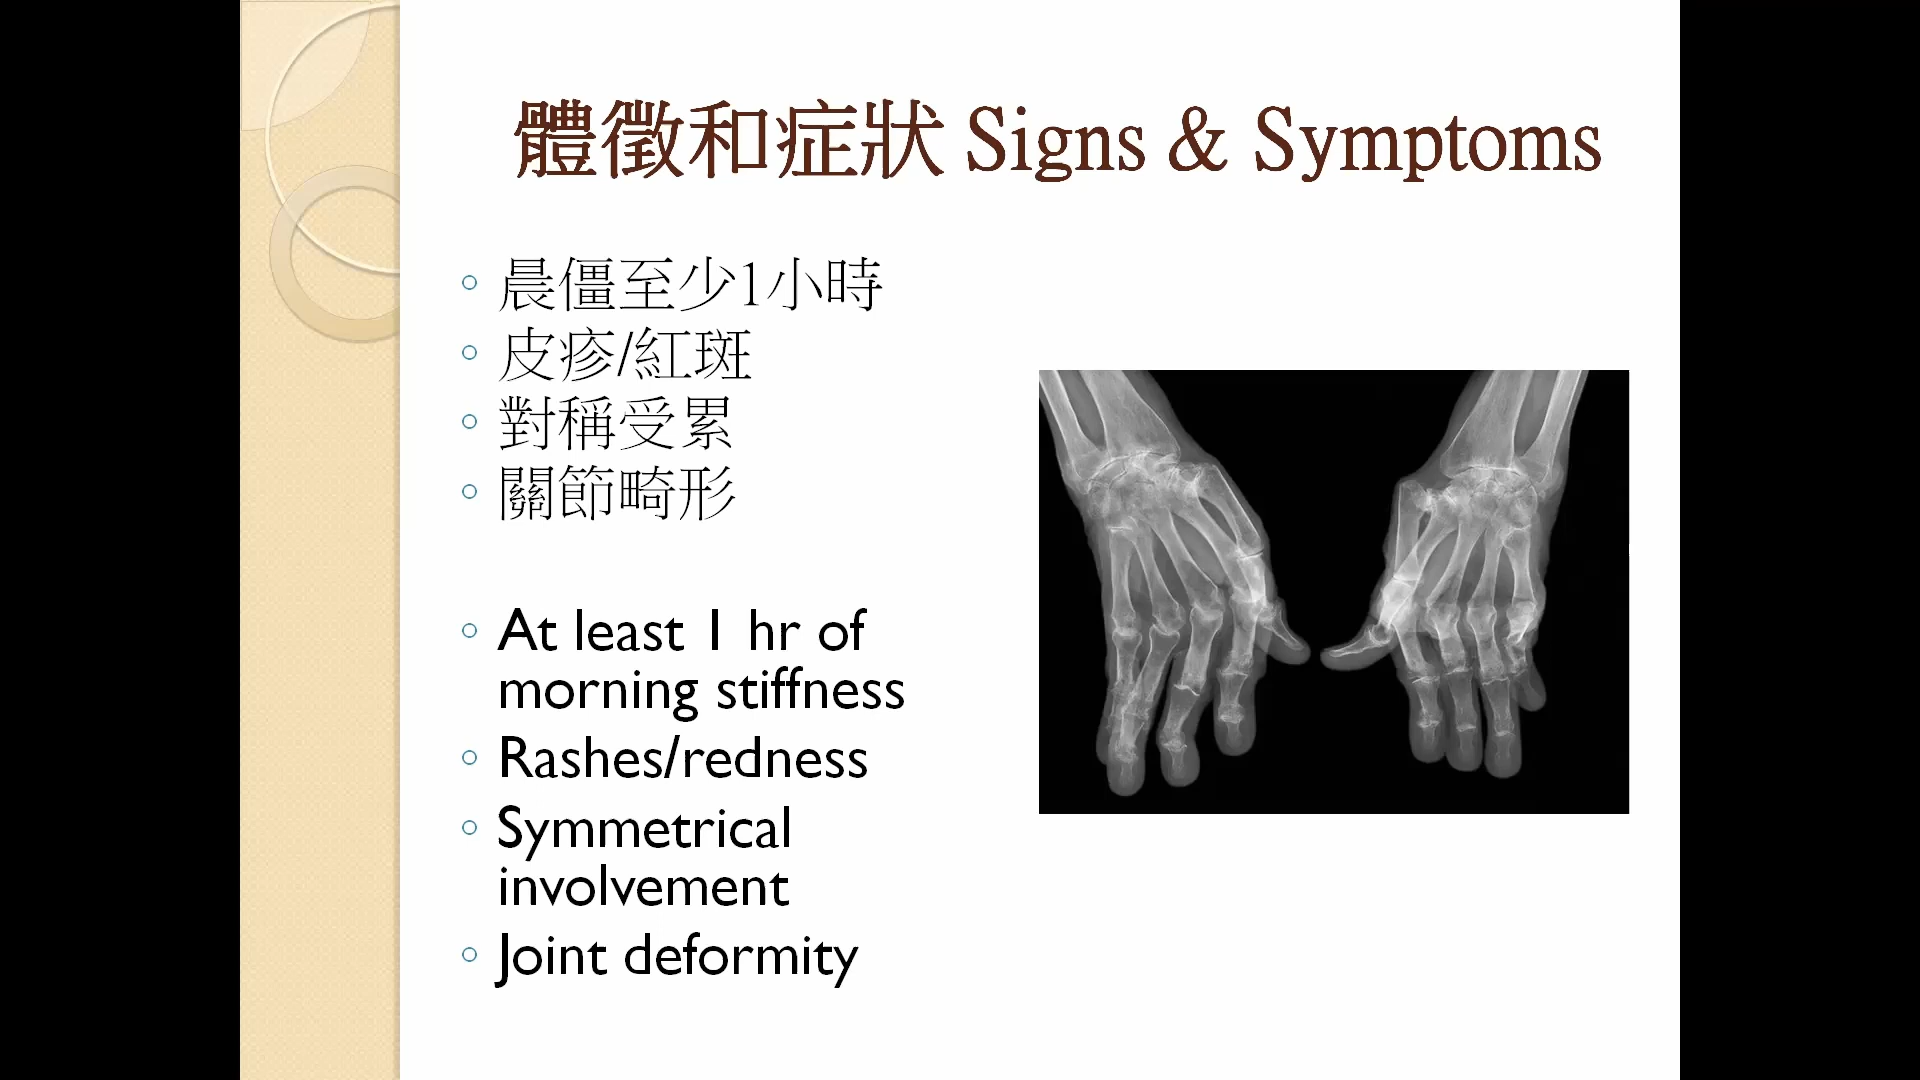 體徵和症狀 Signs & Symptoms
晨僵至少1小時
皮疹/紅斑
對稱受累
關節畸形
At least 1 hr of
morning stiffness
Rashes/redness
Symmetrical
involvement
Joint deformity